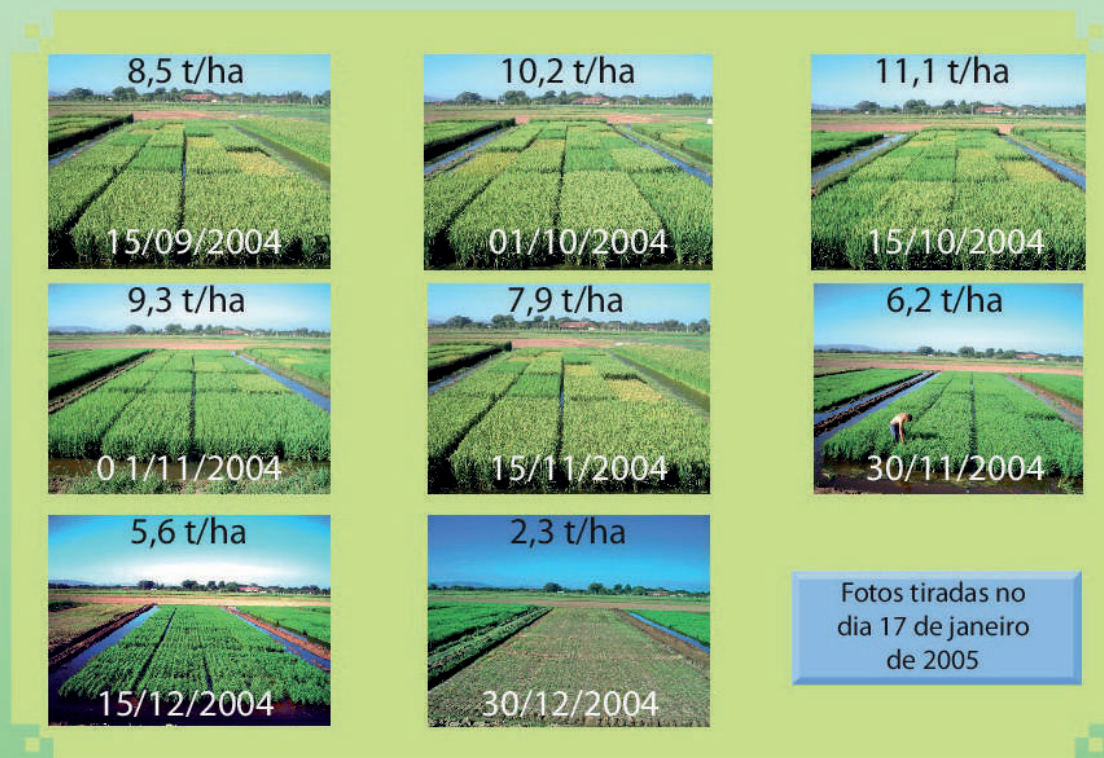 8,5 t/ha
15/09/2004
10,2 t/ha
01/10/2004
11,1 t/ha
15/10/2004
9,3 t/ha
0 1/11/2004
7,9 t/ha
15/11/2004
6,2 t/ha
30/11/2004
5,6 t/ha
15/12/2004
2,3 t/ha
30/12/2004
Fotos tiradas no
dia 17 de janeiro
de 2005